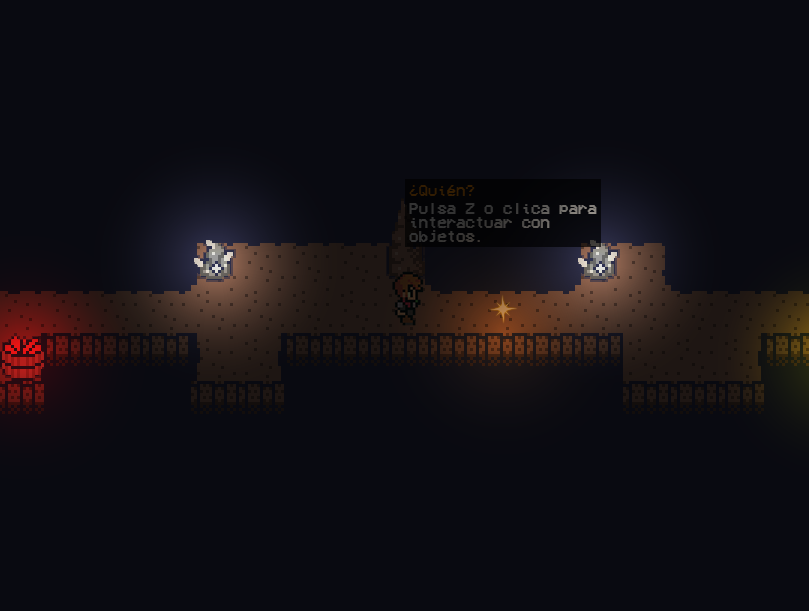 ¿Quién?
Pulsa Z o clica para
interactuar con
objetos.